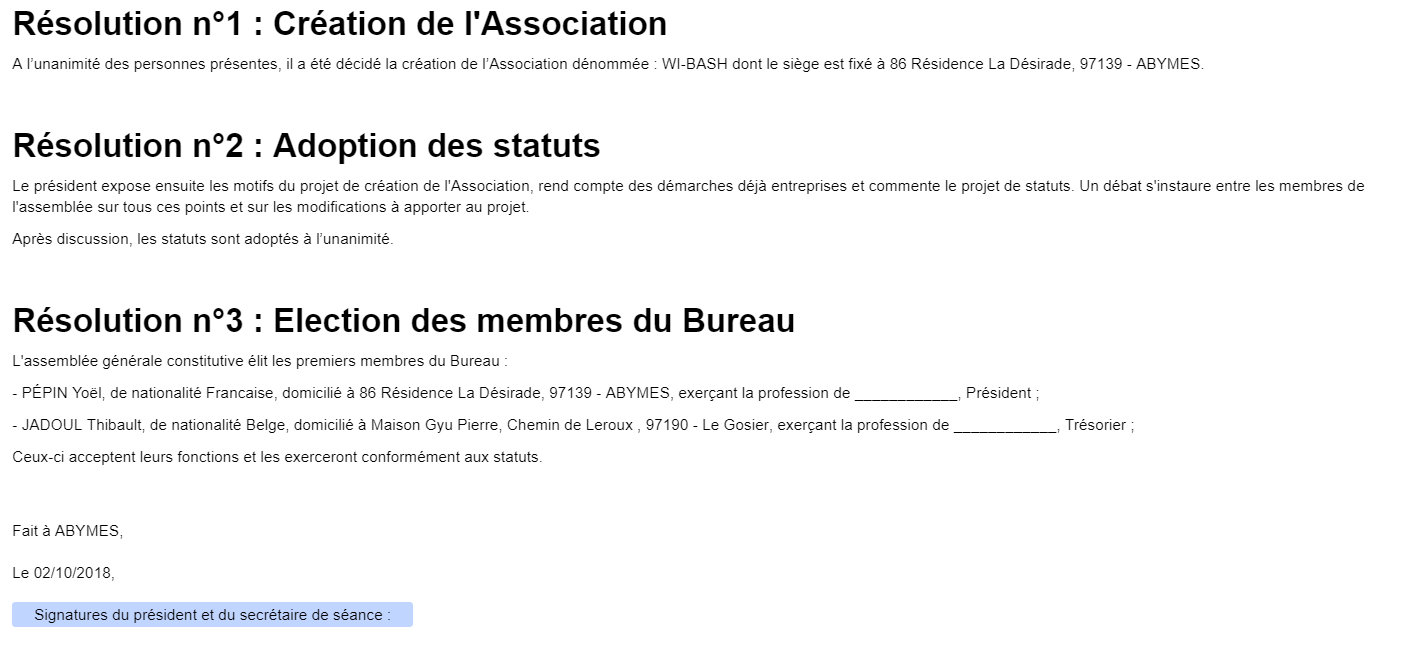 Résolution n°1 : Création de l'Association
A l’unanimité des personnes présentes, il a été décidé la création de l’Association dénommée : WI-BASH dont le siège est fixé à 86 Résidence La Désirade, 97139 - ABYMES.
Résolution n°2 : Adoption des statuts
Le président expose ensuite les motifs du projet de création de l'Association, rend compte des démarches déjà entreprises et commente le projet de statuts. Un débat s'instaure entre les membres de
l'assemblée sur tous ces points et sur les modifications à apporter au projet.
Après discussion, les statuts sont adoptés à l’unanimité.
Résolution n°3 : Election des membres du Bureau
L'assemblée générale constitutive élit les premiers membres du Bureau :
- PÉPIN Yoël, de nationalité Francaise, domicilié à 86 Résidence La Désirade, 97139 - ABYMES, exerçant la profession de ____________, Président ;
- JADOUL Thibault, de nationalité Belge, domicilié à Maison Gyu Pierre, Chemin de Leroux , 97190 - Le Gosier, exerçant la profession de ____________, Trésorier ;
Ceux-ci acceptent leurs fonctions et les exerceront conformément aux statuts.
Fait à ABYMES,
Le 02/10/2018,
Signatures du président et du secrétaire de séance :